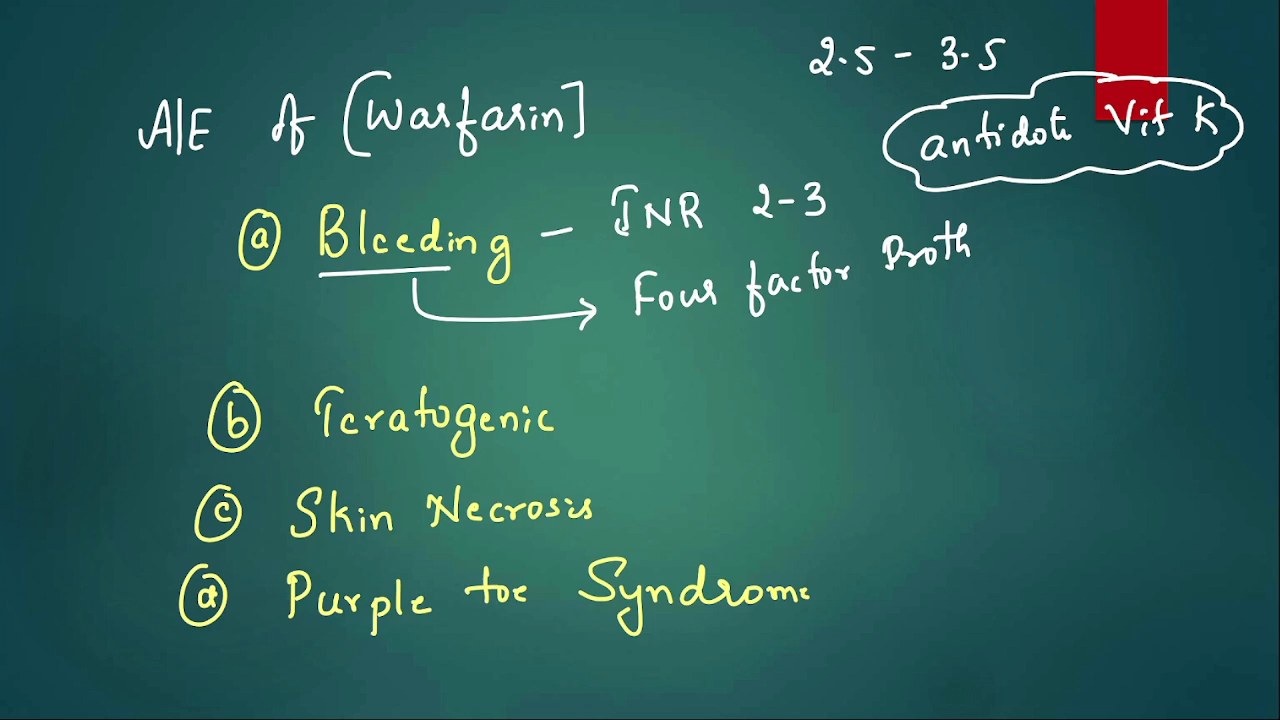 2.5 - 3.5
A/E of [Warfarin]
antidote Vit K
(a) Bleeding - INR 2-3
Four factor Proth
(b) Teratogenic
(c) Skin Necrosis
(d) Purple toe Syndrome